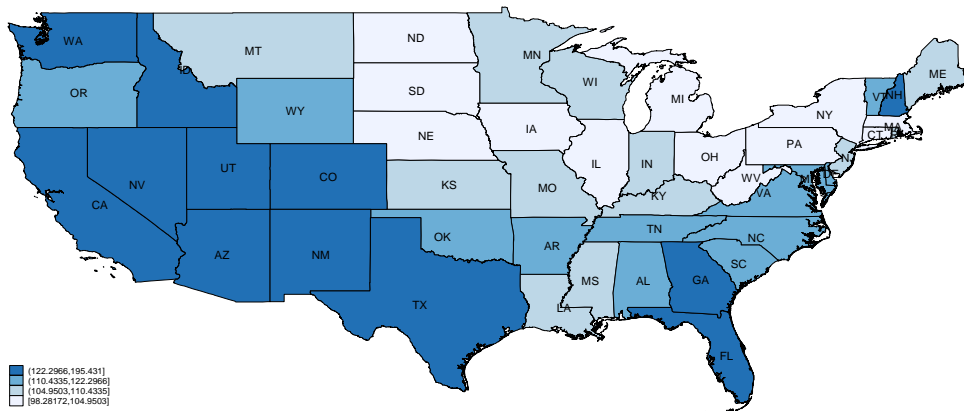 WA
ND
MT
MN
ME
ID
WI
VT
NH
OR
SD
MI
WY
NY
MA
IA
CT
NE
PA
OH
IL
IN
NJ
NV
UT
CO
WV
KS
MO
KY
VA
CA
TN
OK
NC
AR
AZ
NM
SC
MS
AL
GA
TX
LA
FL
(122.2966,195.431]
(110.4335,122.2966]
(104.9503,110.4335]
[98.28172,104.9503]